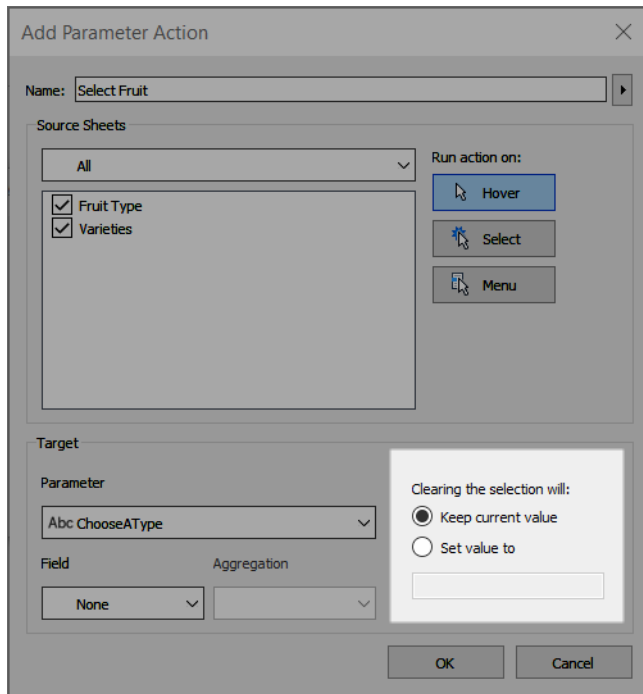 Add Parameter Action
Name: Select Fruit
Source Sheets
All
Fruit Type
Varieties
Run action on:
Hover
Select
Menu
Target
Parameter
Abc ChooseAType
Field Aggregation
None
Clearing the selection will:
Keep current value
Set value to
OK Cancel